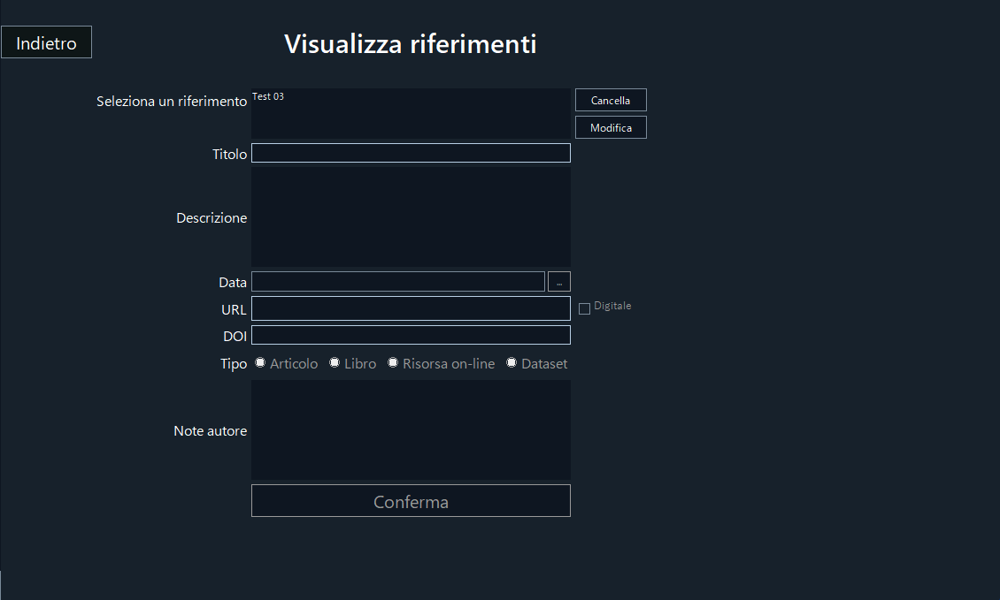 Indietro
Visualizza riferimenti
Seleziona un riferimento
Test 03
Cancella
Modifica
Titolo
Descrizione
Data
...
URL
Digitale
DOI
Tipo Articolo Libro Risorsa on-line Dataset
Note autore
Conferma